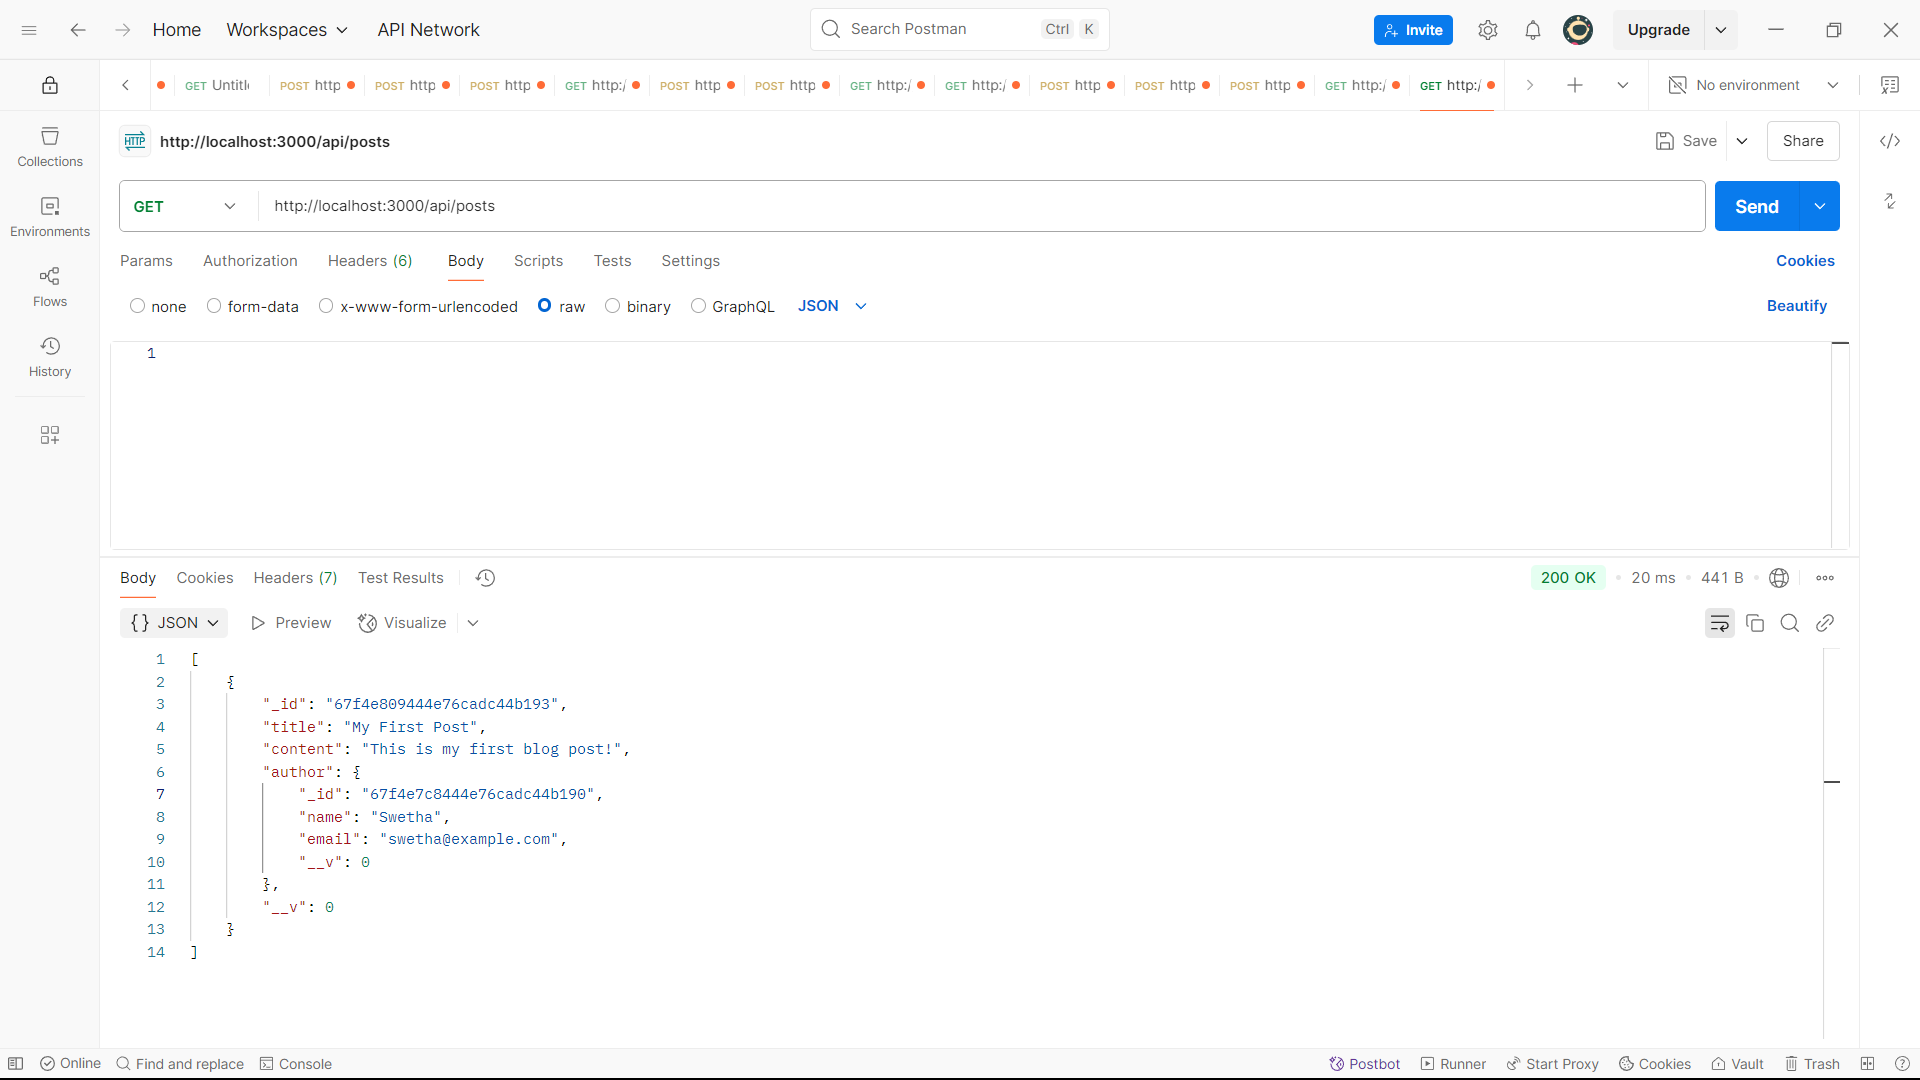 Home Workspaces API Network Search Postman Ctrl K Invite Upgrade
GET Untitle POST http POST http POST http GET http:/ POST http POST http GET http:/ GET http:/ POST http POST http POST http GET http:/ GET http:/ No environment
HTTP http://localhost:3000/api/posts Save Share
GET http://localhost:3000/api/posts Send
Params Authorization Headers (6) Body Scripts Tests Settings Cookies
none form-data x-www-form-urlencoded raw binary GraphQL JSON Beautify
1
Collections
Environments
Flows
History
Body Cookies Headers (7) Test Results 200 OK 20 ms 441 B
{} JSON Preview Visualize
1 [
2 {
3 "_id": "67f4e809444e76cadc44b193",
4 "title": "My First Post",
5 "content": "This is my first blog post!",
6 "author": {
7 "_id": "67f4e7c8444e76cadc44b190",
8 "name": "Swetha",
9 "email": "swetha@example.com",
10 "__v": 0
11 },
12 "__v": 0
13 }
14 ]
Online Find and replace Console Postbot Runner Start Proxy Cookies Vault Trash